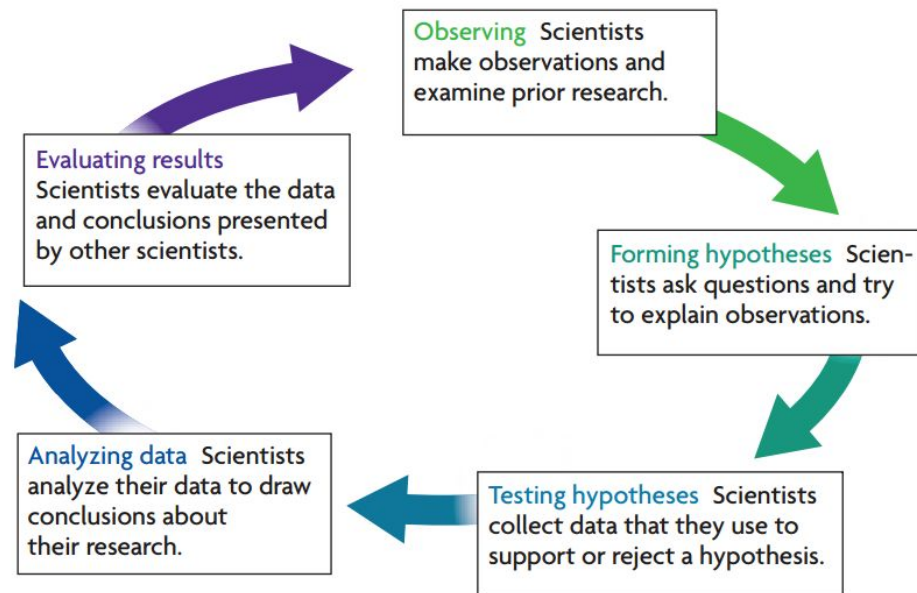 Observing Scientists
make observations and
examine prior research.
Forming hypotheses Scien-
tists ask questions and try
to explain observations.
Testing hypotheses Scientists
collect data that they use to
support or reject a hypothesis.
Analyzing data Scientists
analyze their data to draw
conclusions about
their research.
Evaluating results
Scientists evaluate the data
and conclusions presented
by other scientists.